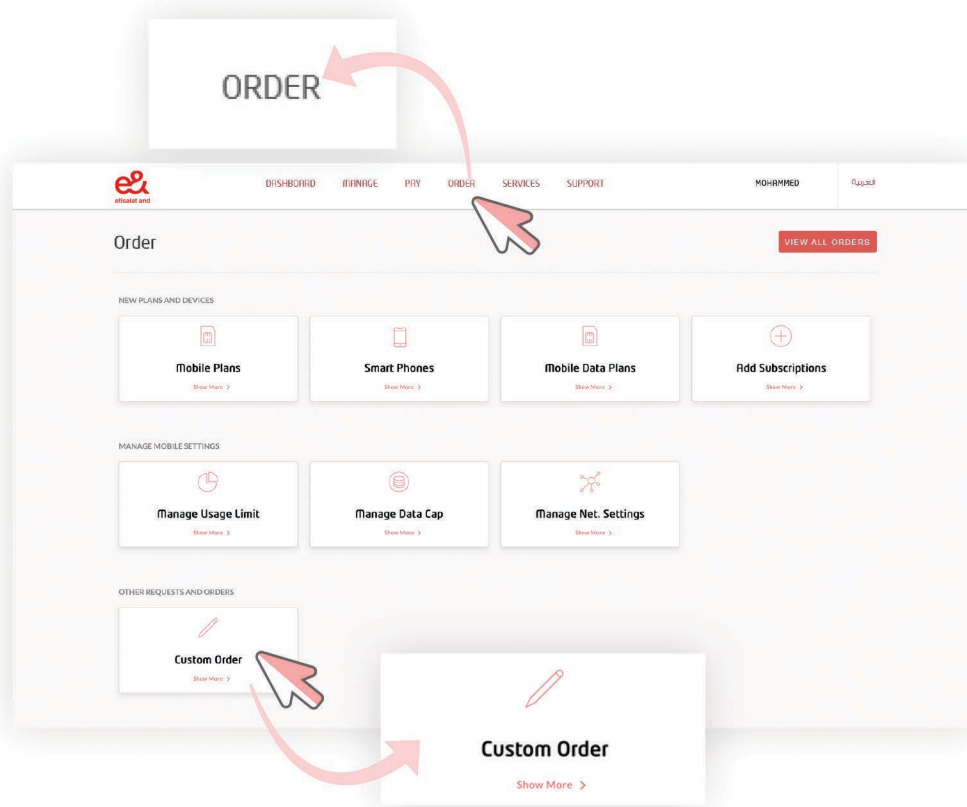 ORDER
e&
etisalat and
DASHBOARD MANAGE PAY ORDER SERVICES SUPPORT MOHAMMED العربية
Order VIEW ALL ORDERS
NEW PLANS AND DEVICES
Mobile Plans Smart Phones Mobile Data Plans Add Subscriptions
Show More > Show More > Show More > Show More >
MANAGE MOBILE SETTINGS
Manage Usage Limit Manage Data Cap Manage Net. Settings
Show More > Show More > Show More >
OTHER REQUESTS AND ORDERS
Custom Order
Show More >
Custom Order
Show More >